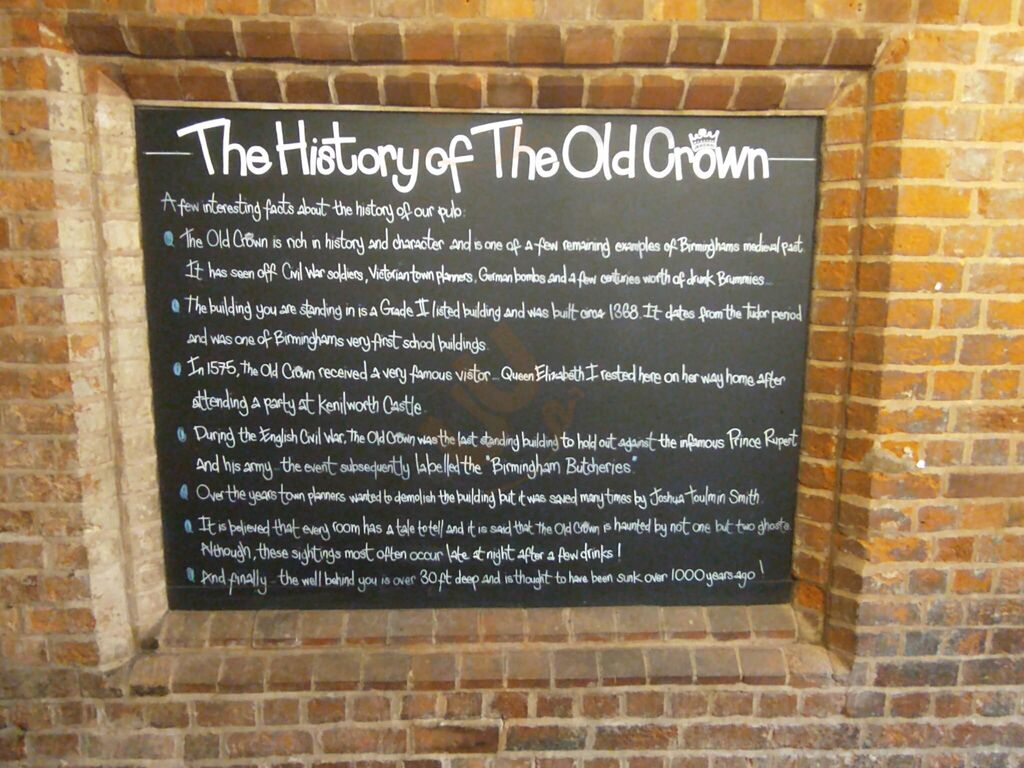 The History of The Old Crown
A few interesting facts about the history of our pub:
The Old Crown is rich in history and character and is one of a few remaining examples of Birminghams medieval past.
It has seen off Civil War soldiers, Victorian town planners, German bombs and a few centuries worth of drunk Brummies...
The building you are standing in is a Grade II listed building and was built circa 1368. It dates from the Tudor period
and was one of Birminghams very first school buildings.
In 1575, the Old Crown received a very famous vistor... Queen Elizabeth I rested here on her way home after
attending a party at Kenilworth Castle.
During the English Civil War, The Old Crown was the last standing building to hold out against the infamous Prince Rupert
and his army... the event subsequently labelled the "Birmingham Butcheries."
Over the years town planners wanted to demolish the building but it was saved many times by Joshua Toulmin Smith.
It is believed that every room has a tale to tell and it is said that The Old Crown is haunted by not one but two ghosts.
Although, these sightings most often occur late at night after a few drinks!
And finally... the well behind you is over 30ft deep and is thought to have been sunk over 1000 years ago!